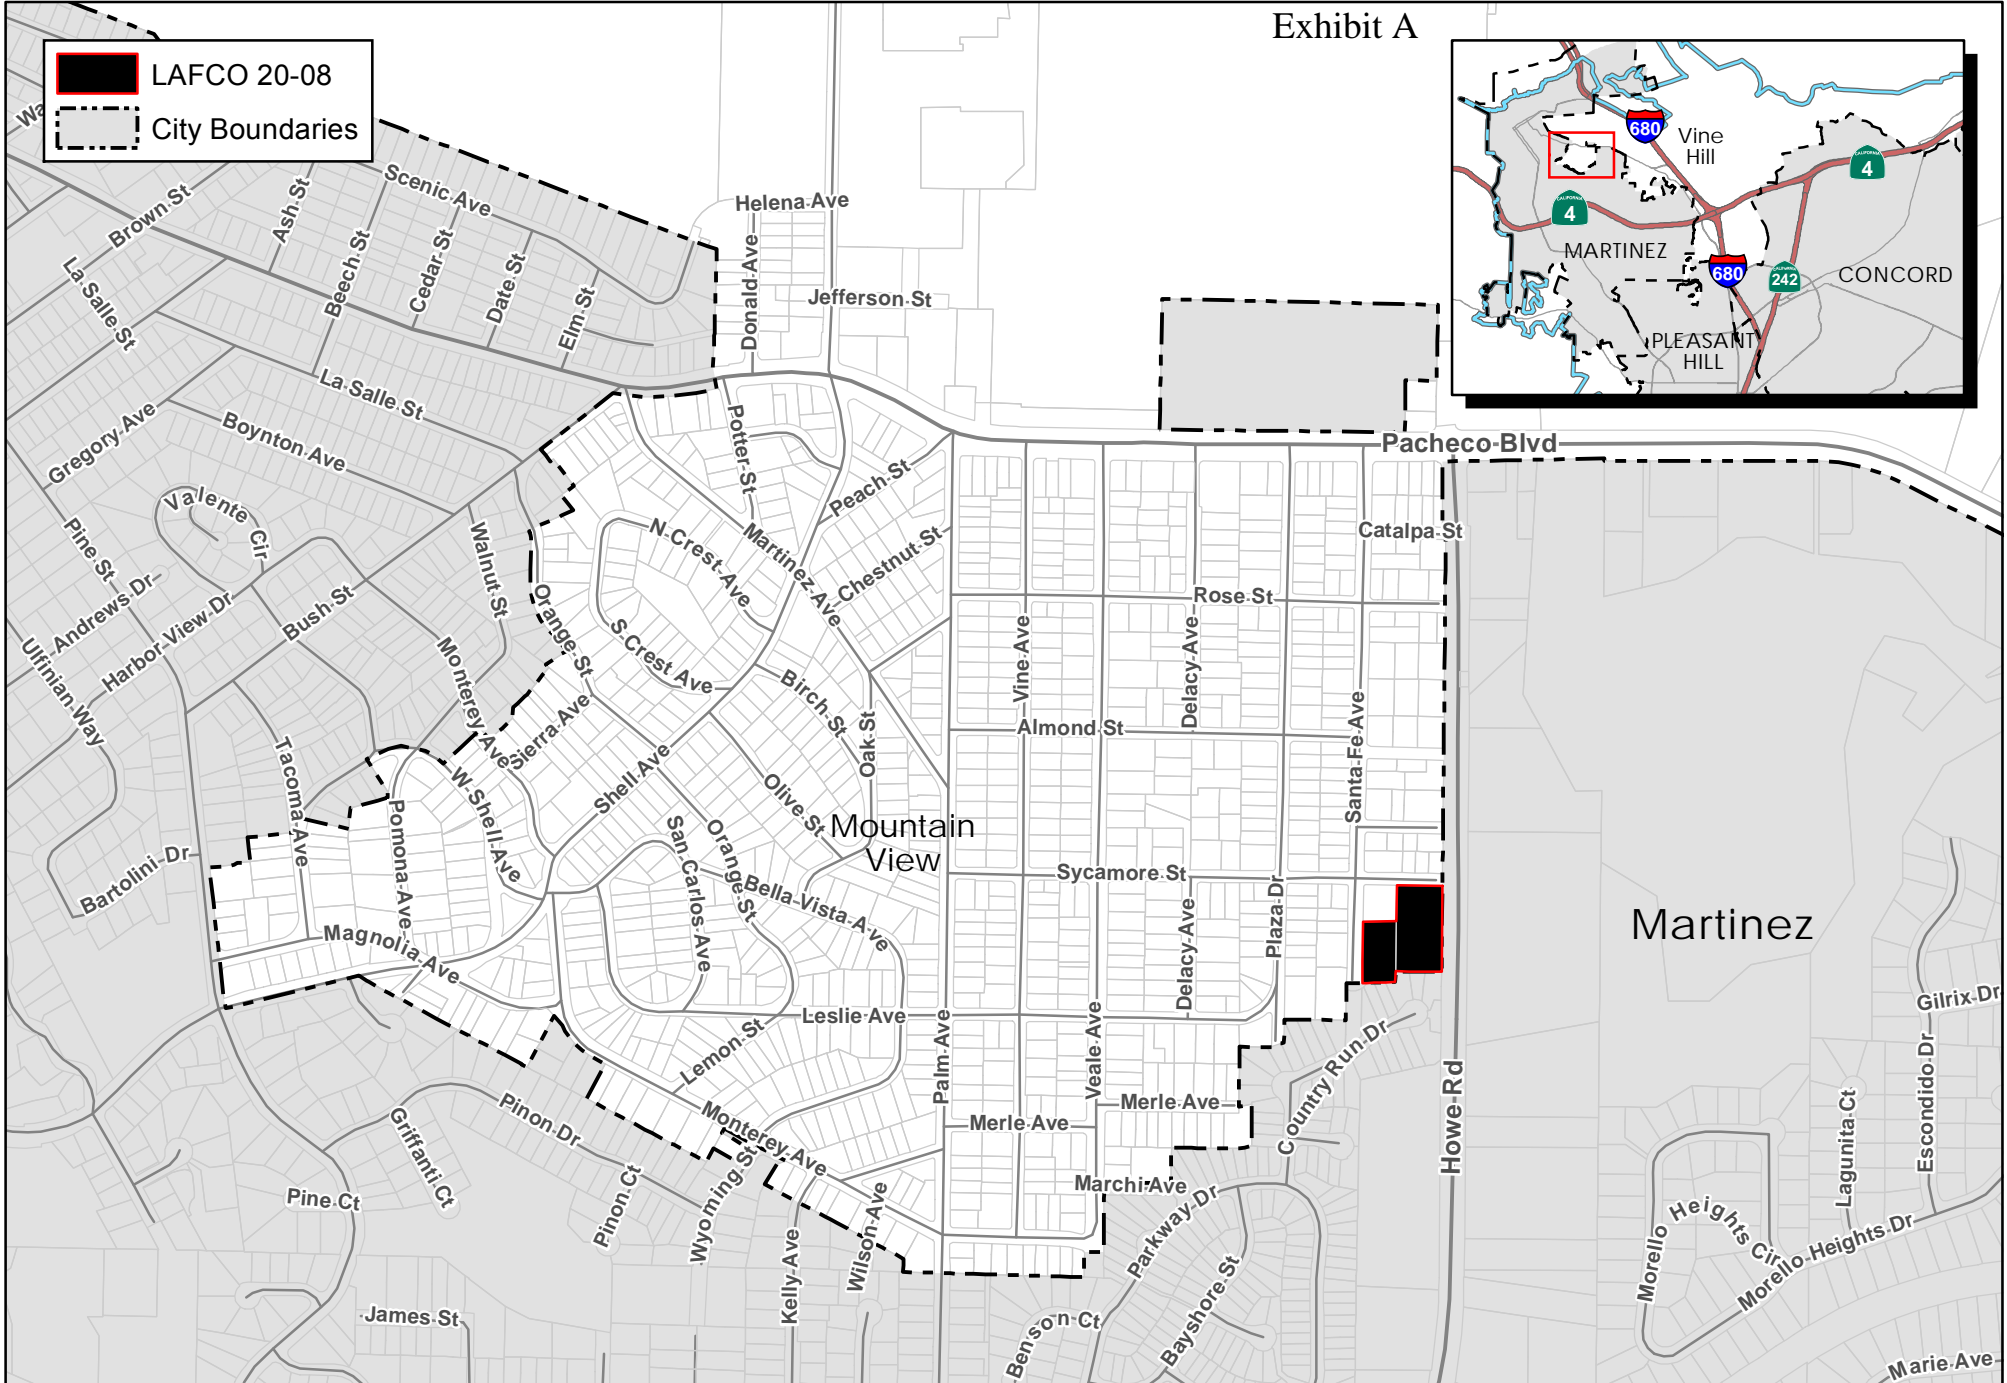 Exhibit A
LAFCO 20-08
City Boundaries
680
Vine
Hill
4
4
MARTINEZ
680
242
CONCORD
PLEASANT
HILL
Scenic Ave
Brown St
Ash St
Beech St
Cedar St
Date St
Elm St
Helena Ave
Donald Ave
Jefferson St
La Salle St
La Salle St
Gregory Ave
Boynton Ave
Potter St
Peach St
Pacheco Blvd
Valente Cir
Pine St
Walnut St
N Crest Ave
Martinez Ave
Chestnut St
Catalpa St
Andrews Dr
Harbor View Dr
Bush St
Orange St
Rose St
Ulfinian Way
Monterey Ave
S Crest Ave
Birch St
Oak St
Vine Ave
Delacy Ave
Santa Fe Ave
Almond St
Sierra Ave
Tacoma Ave
Pomona Ave
W Shell Ave
Shell Ave
Olive St
Mountain
View
San Carlos Ave
Orange St
Bella Vista Ave
Sycamore St
Bartolini Dr
Magnolia Ave
Delacy Ave
Plaza Dr
Martinez
Gilrix Dr
Leslie Ave
Lemon St
Palm Ave
Veale Ave
Country Run Dr
Howe Rd
Escondido Dr
Lagunita Ct
Merle Ave
Merle Ave
Griffanti Ct
Pinon Dr
Monterey Ave
Pine Ct
Pinon Ct
Wyoming St
Kelly Ave
Wilson Ave
Marchi Ave
Parkway Dr
Bayshore St
Morello Heights Cir
Morello Heights Dr
James St
Benson Ct
Marie Ave